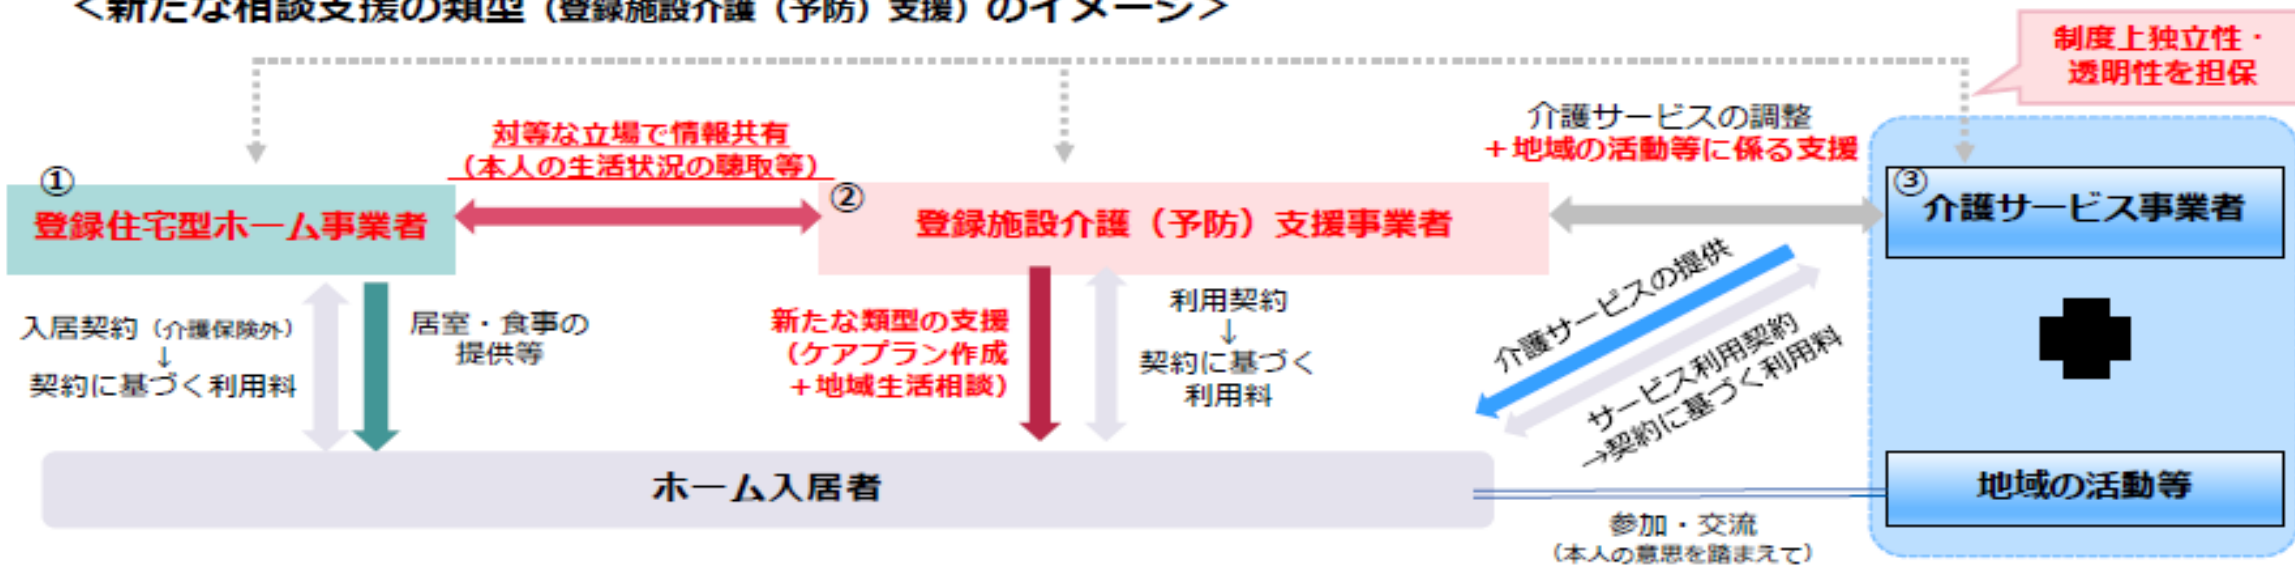 ＜新たな相談支援の類型（登録施設介護（予防）支援）のイメージ＞
制度上独立性・
透明性を担保
対等な立場で情報共有
（本人の生活状況の聴取等）
介護サービスの調整
＋地域の活動等に係る支援
①
登録住宅型ホーム事業者
②
登録施設介護（予防）支援事業者
③
介護サービス事業者
入居契約（介護保険外）
↓
契約に基づく利用料
居室・食事の
提供等
新たな類型の支援
（ケアプラン作成
＋地域生活相談）
利用契約
↓
契約に基づく
利用料
介護サービスの提供
サービス利用契約
→契約に基づく利用料
ホーム入居者
地域の活動等
参加・交流
（本人の意思を踏まえて）